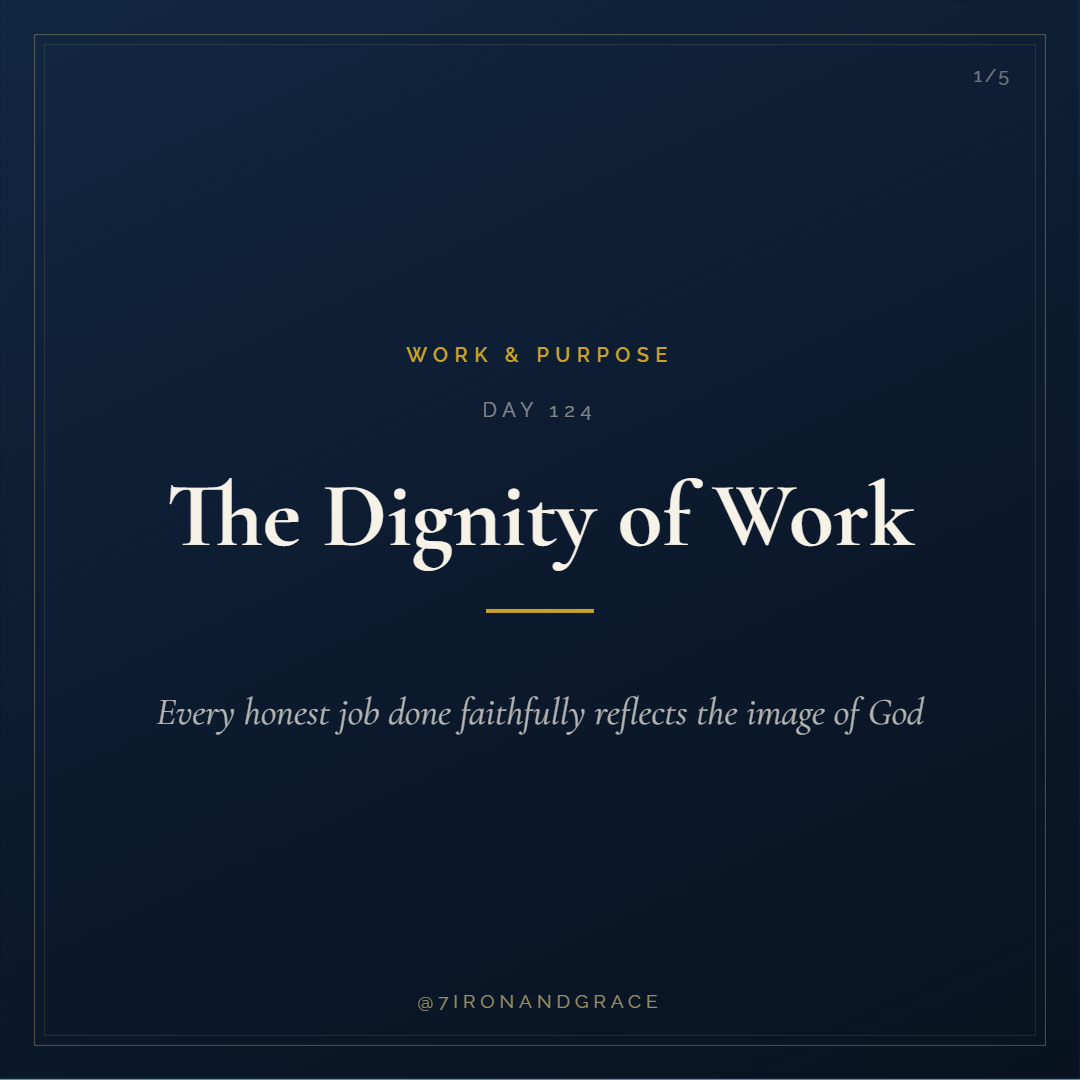 1/5
WORK & PURPOSE
DAY 124
The Dignity of Work
Every honest job done faithfully reflects the image of God
@7IRONANDGRACE